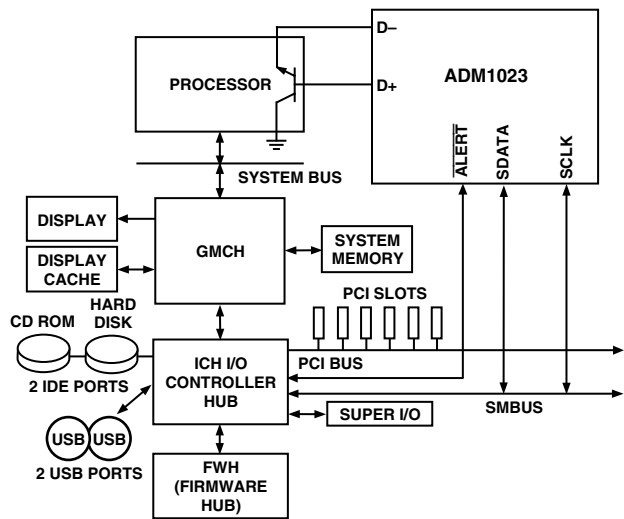 D–
PROCESSOR
D+
ADM1023
ALERT
SDATA
SCLK
SYSTEM BUS
DISPLAY
GMCH
SYSTEM
MEMORY
DISPLAY
CACHE
PCI SLOTS
HARD
DISK
CD ROM
ICH I/O
CONTROLLER
HUB
PCI BUS
2 IDE PORTS
SMBUS
SUPER I/O
USB
USB
2 USB PORTS
FWH
(FIRMWARE
HUB)